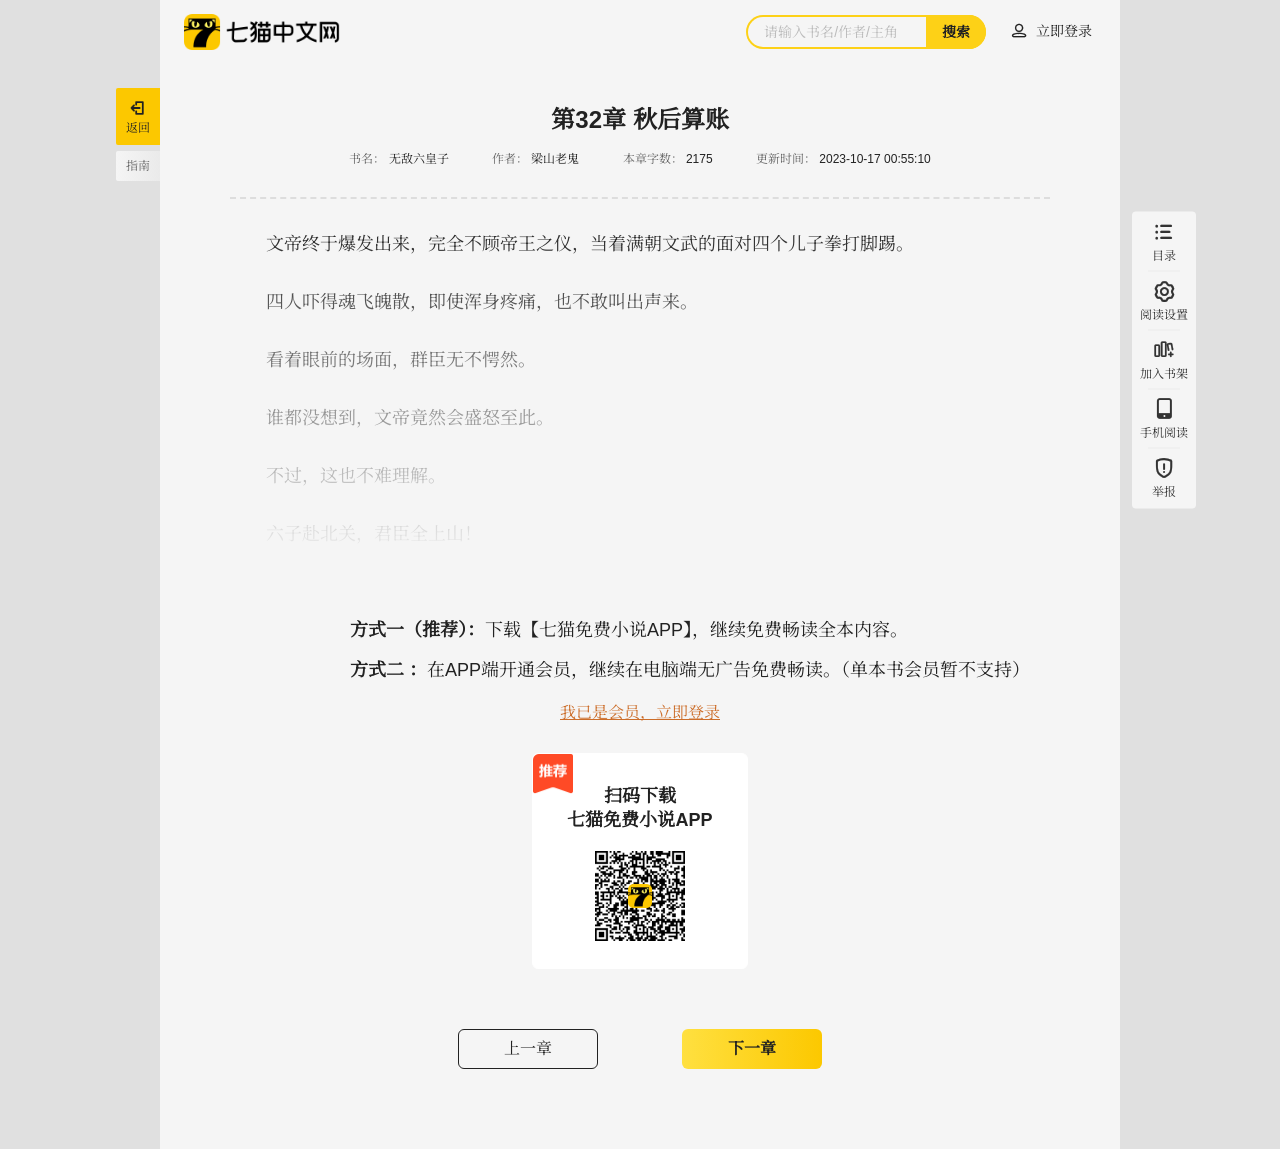 七猫中文网
请输入书名/作者/主角
搜索
立即登录
返回
指南
第32章 秋后算账
书名： 无敌六皇子 作者： 梁山老鬼 本章字数： 2175 更新时间： 2023-10-17 00:55:10
文帝终于爆发出来，完全不顾帝王之仪，当着满朝文武的面对四个儿子拳打脚踢。
四人吓得魂飞魄散，即使浑身疼痛，也不敢叫出声来。
看着眼前的场面，群臣无不愕然。
谁都没想到，文帝竟然会盛怒至此。
不过，这也不难理解。
六子赴北关，君臣全上山！
目录
阅读设置
加入书架
手机阅读
举报
方式一（推荐）：下载【七猫免费小说APP】，继续免费畅读全本内容。
方式二 ：在APP端开通会员，继续在电脑端无广告免费畅读。（单本书会员暂不支持）
我已是会员，立即登录
推荐
扫码下载
七猫免费小说APP
上一章
下一章